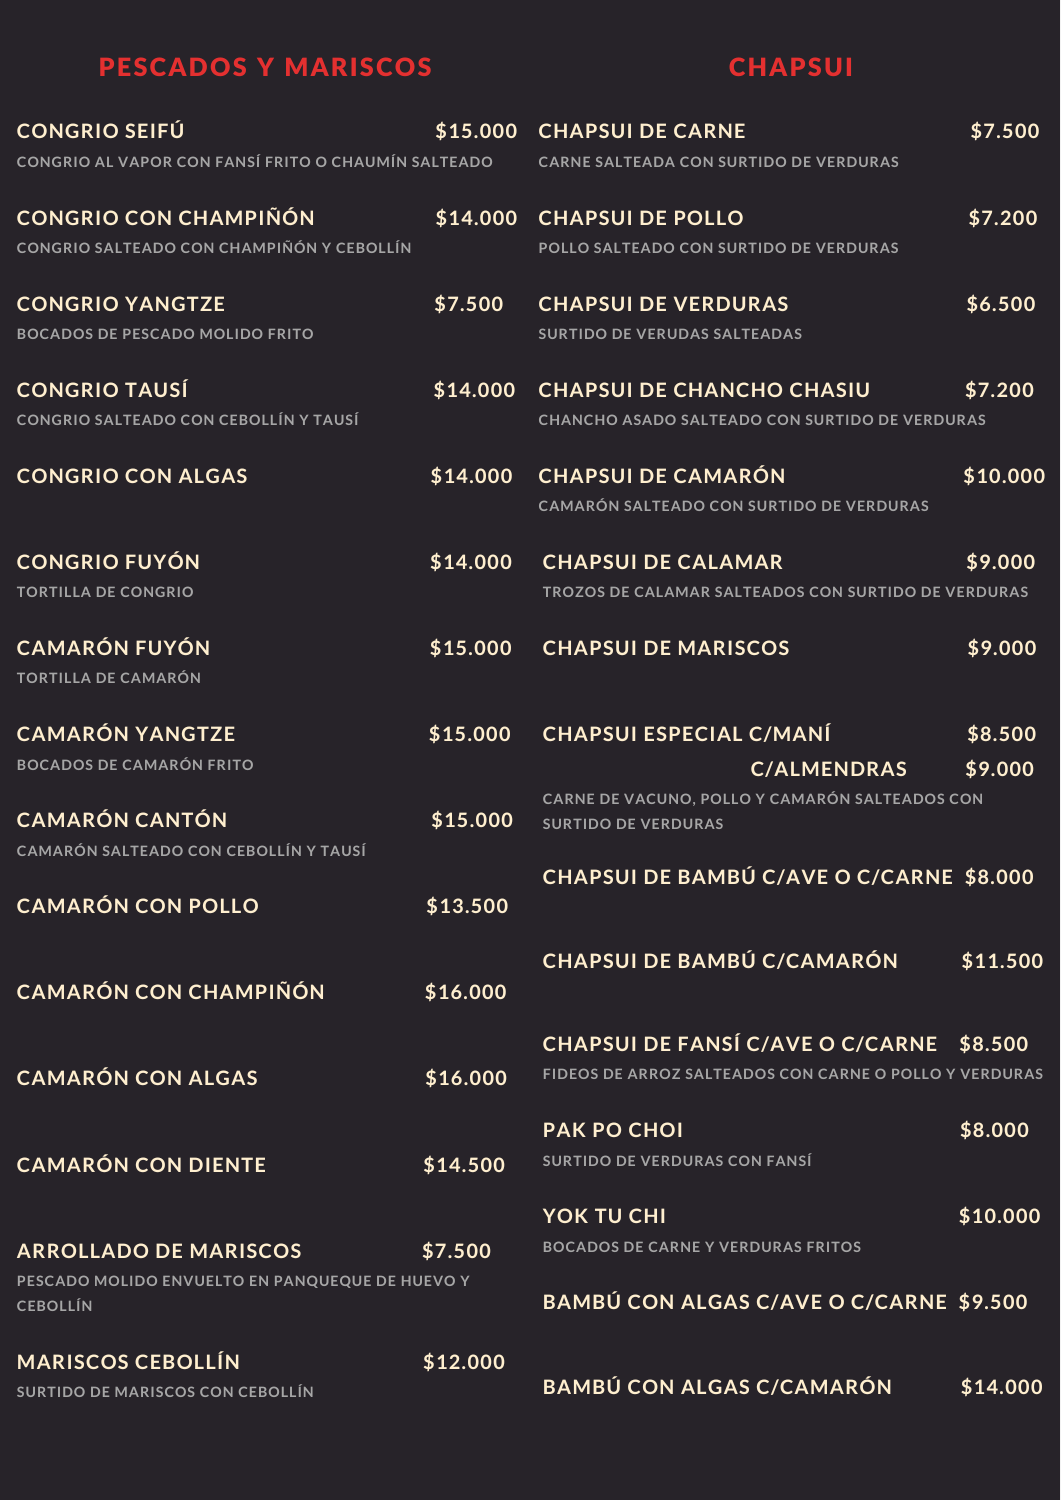 PESCADOS Y MARISCOS
CONGRIO SEIFÚ $15.000
CONGRIO AL VAPOR CON FANSÍ FRITO O CHAUMÍN SALTEADO
CONGRIO CON CHAMPIÑÓN $14.000
CONGRIO SALTEADO CON CHAMPIÑÓN Y CEBOLLÍN
CONGRIO YANGTZE $7.500
BOCADOS DE PESCADO MOLIDO FRITO
CONGRIO TAUSÍ $14.000
CONGRIO SALTEADO CON CEBOLLÍN Y TAUSÍ
CONGRIO CON ALGAS $14.000
CONGRIO FUYÓN $14.000
TORTILLA DE CONGRIO
CAMARÓN FUYÓN $15.000
TORTILLA DE CAMARÓN
CAMARÓN YANGTZE $15.000
BOCADOS DE CAMARÓN FRITO
CAMARÓN CANTÓN $15.000
CAMARÓN SALTEADO CON CEBOLLÍN Y TAUSÍ
CAMARÓN CON POLLO $13.500
CAMARÓN CON CHAMPIÑÓN $16.000
CAMARÓN CON ALGAS $16.000
CAMARÓN CON DIENTE $14.500
ARROLLADO DE MARISCOS $7.500
PESCADO MOLIDO ENVUELTO EN PANQUEQUE DE HUEVO Y
CEBOLLÍN
MARISCOS CEBOLLÍN $12.000
SURTIDO DE MARISCOS CON CEBOLLÍN
CHAPSUI
CHAPSUI DE CARNE $7.500
CARNE SALTEADA CON SURTIDO DE VERDURAS
CHAPSUI DE POLLO $7.200
POLLO SALTEADO CON SURTIDO DE VERDURAS
CHAPSUI DE VERDURAS $6.500
SURTIDO DE VERUDAS SALTEADAS
CHAPSUI DE CHANCHO CHASIU $7.200
CHANCHO ASADO SALTEADO CON SURTIDO DE VERDURAS
CHAPSUI DE CAMARÓN $10.000
CAMARÓN SALTEADO CON SURTIDO DE VERDURAS
CHAPSUI DE CALAMAR $9.000
TROZOS DE CALAMAR SALTEADOS CON SURTIDO DE VERDURAS
CHAPSUI DE MARISCOS $9.000
CHAPSUI ESPECIAL C/MANÍ $8.500
C/ALMENDRAS $9.000
CARNE DE VACUNO, POLLO Y CAMARÓN SALTEADOS CON
SURTIDO DE VERDURAS
CHAPSUI DE BAMBÚ C/AVE O C/CARNE $8.000
CHAPSUI DE BAMBÚ C/CAMARÓN $11.500
CHAPSUI DE FANSÍ C/AVE O C/CARNE $8.500
FIDEOS DE ARROZ SALTEADOS CON CARNE O POLLO Y VERDURAS
PAK PO CHOI $8.000
SURTIDO DE VERDURAS CON FANSÍ
YOK TU CHI $10.000
BOCADOS DE CARNE Y VERDURAS FRITOS
BAMBÚ CON ALGAS C/AVE O C/CARNE $9.500
BAMBÚ CON ALGAS C/CAMARÓN $14.000